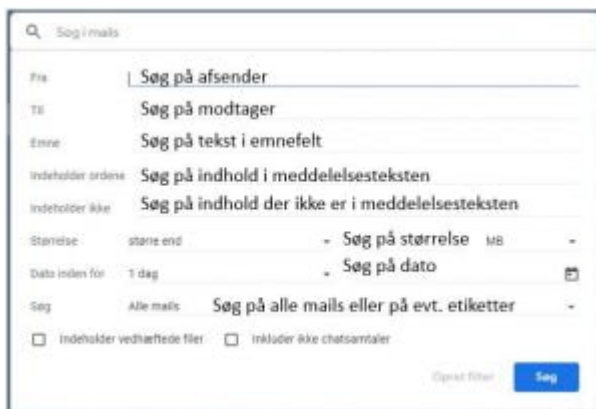 Søg i mails
Fra Søg på afsender
Til Søg på modtager
Emne Søg på tekst i emnefelt
Indeholder ordene Søg på indhold i meddelelsesteksten
Indeholder ikke Søg på indhold der ikke er i meddelelsesteksten
Størrelse større end Søg på størrelse MB
Dato inden for 1 dag Søg på dato
Søg Alle mails Søg på alle mails eller på evt. etiketter
Indeholder vedhæftede filer Inkluder ikke chatsamtaler
Opret filter Søg